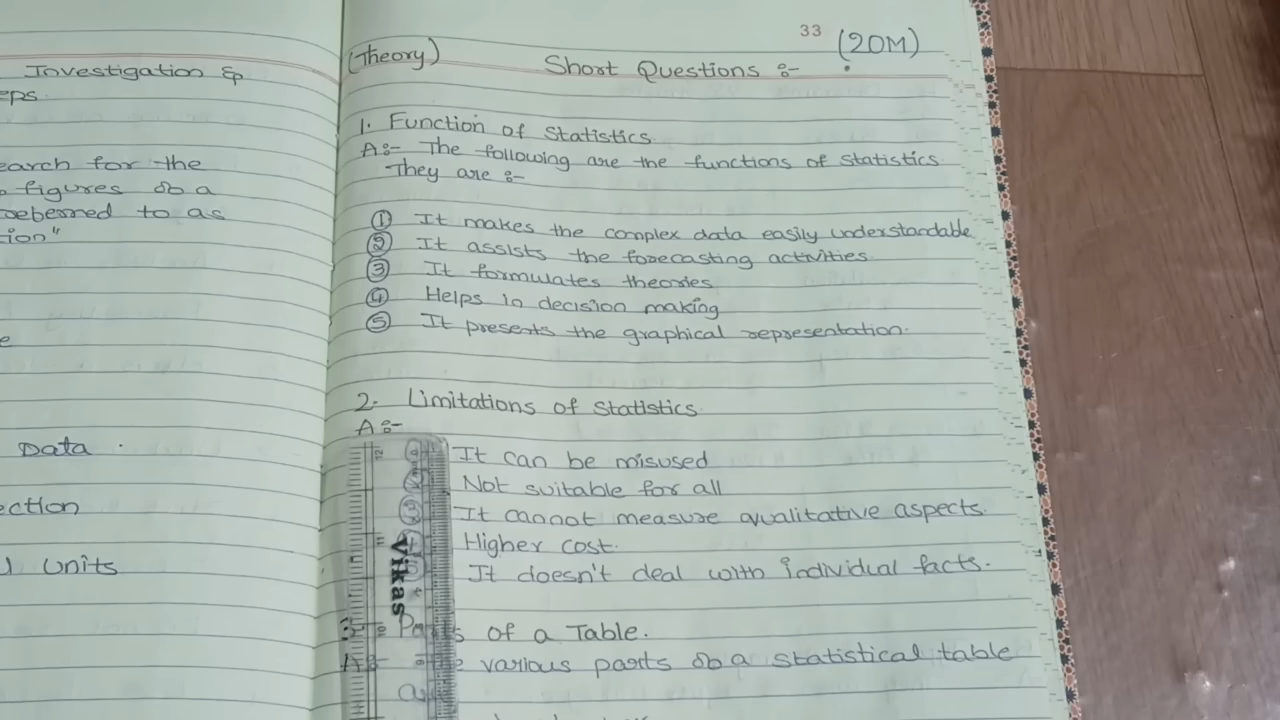 Investigation &
eps
earch for the
figures of a
referred to as
ion"
e
Data .
ection
Units
33
(20M)
(Theory)
Short Questions :-
1. Function of Statistics
A:- The following are the functions of statistics
They are :-
① It makes the complex data easily understandable
② It assists the forecasting activities
③ It formulates theories
④ Helps in decision making
⑤ It presents the graphical representation.
2. Limitations of Statistics
A:-
It can be misused
Not suitable for all
It cannot measure qualitative aspects.
Higher cost.
It doesn't deal with individual facts.
Vikas
3. Parts of a Table.
A:- The various parts of a statistical table
a